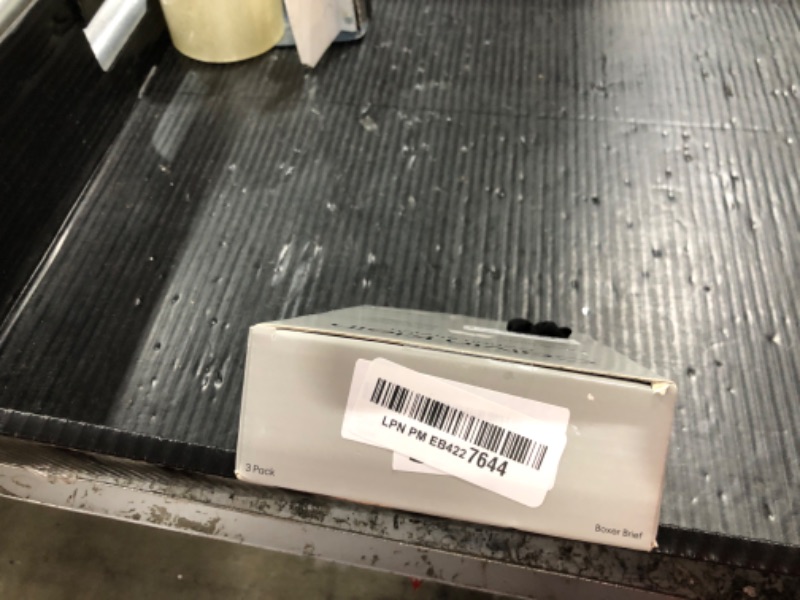 LPN PM EB4227644
3 Pack
Boxer Brief